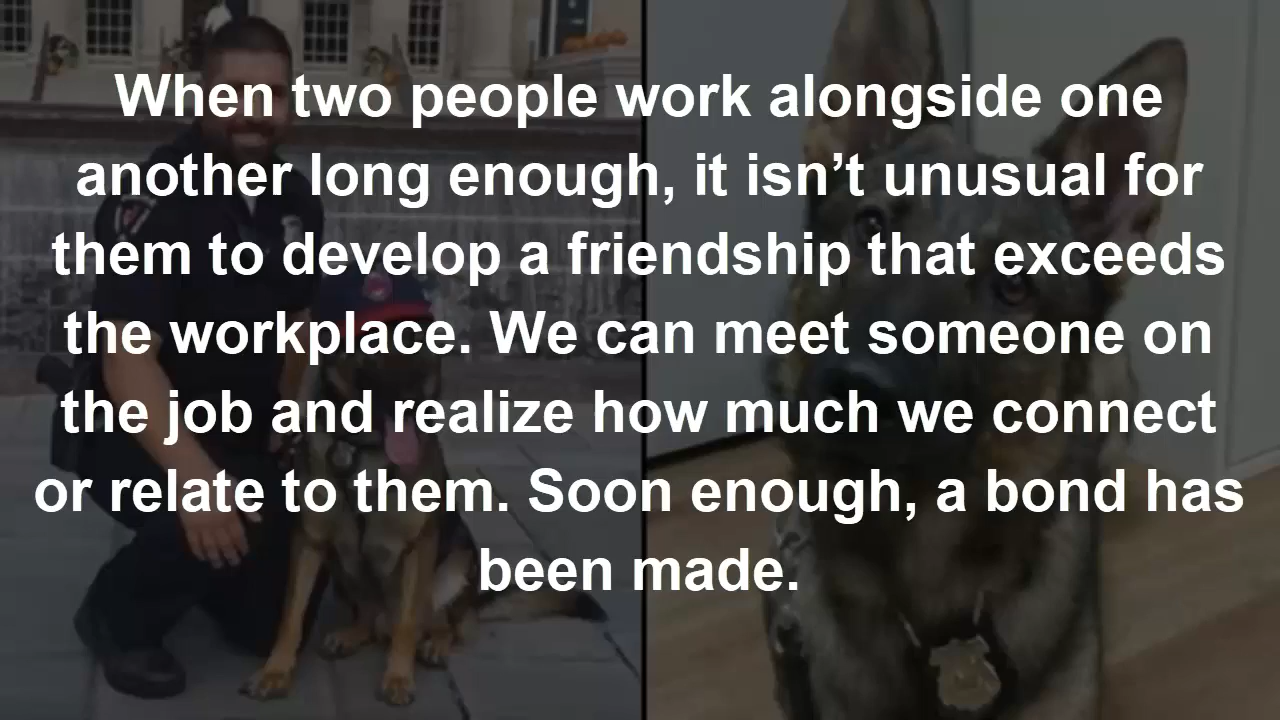 When two people work alongside one
another long enough, it isn’t unusual for
them to develop a friendship that exceeds
the workplace. We can meet someone on
the job and realize how much we connect
or relate to them. Soon enough, a bond has
been made.